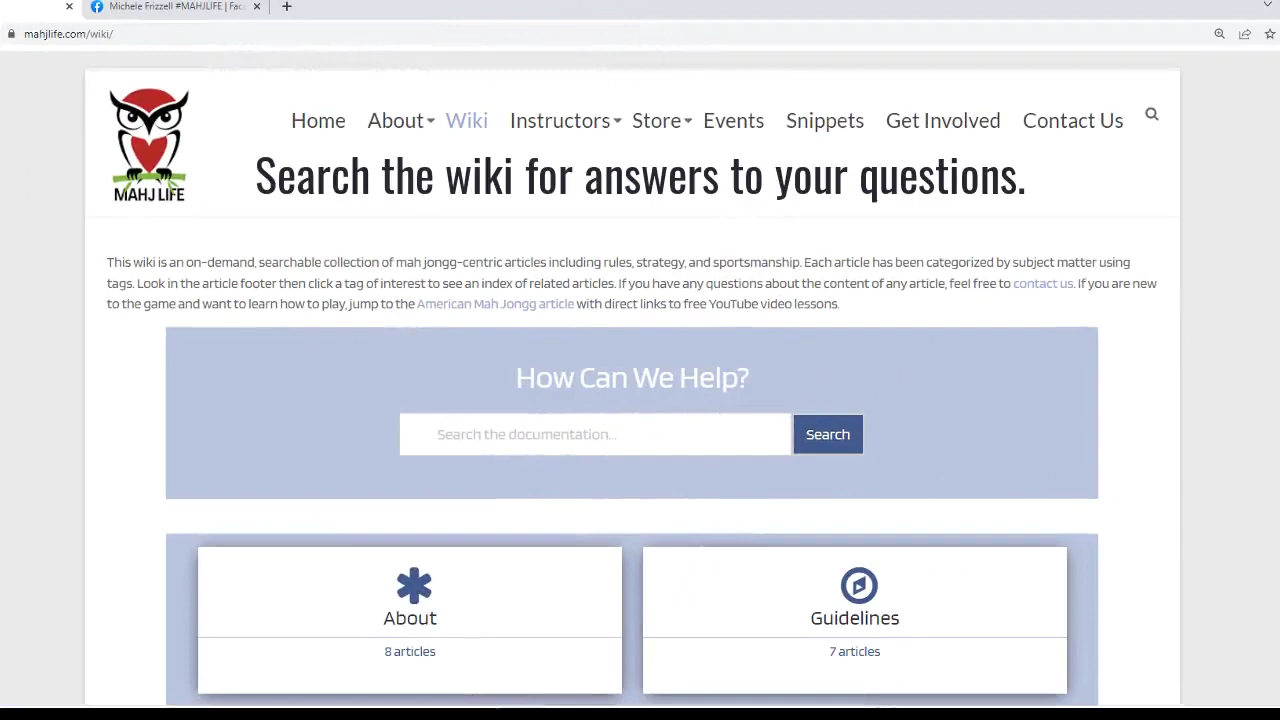 Michele Frizzell #MAHJLIFE | Fac
mahjlife.com/wiki/
Home About Wiki Instructors Store Events Snippets Get Involved Contact Us
MAHJ LIFE
Search the wiki for answers to your questions.
This wiki is an on-demand, searchable collection of mah jongg-centric articles including rules, strategy, and sportsmanship. Each article has been categorized by subject matter using
tags. Look in the article footer then click a tag of interest to see an index of related articles. If you have any questions about the content of any article, feel free to contact us. If you are new
to the game and want to learn how to play, jump to the American Mah Jongg article with direct links to free YouTube video lessons.
How Can We Help?
Search the documentation...
Search
About
8 articles
Guidelines
7 articles